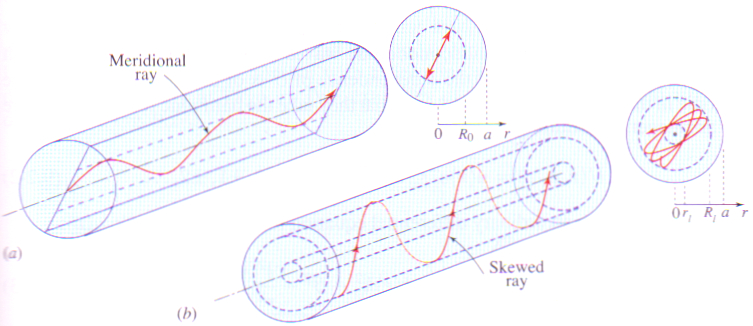 Meridional
ray
0 R₀ a r
(a)
0 rₗ Rₗ a r
Skewed
ray
(b)